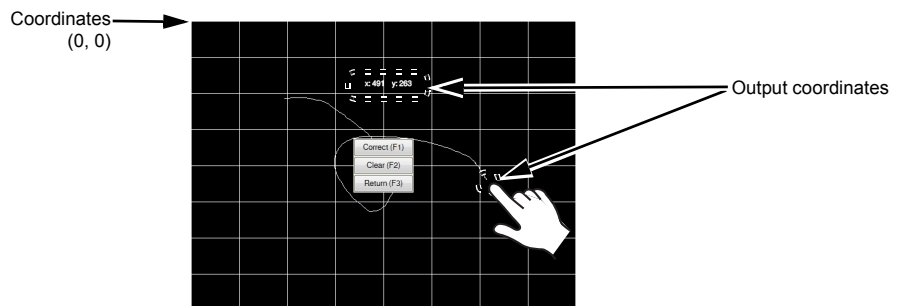 Coordinates
(0, 0)
x: 491 y: 263
Output coordinates
Correct (F1)
Clear (F2)
Return (F3)